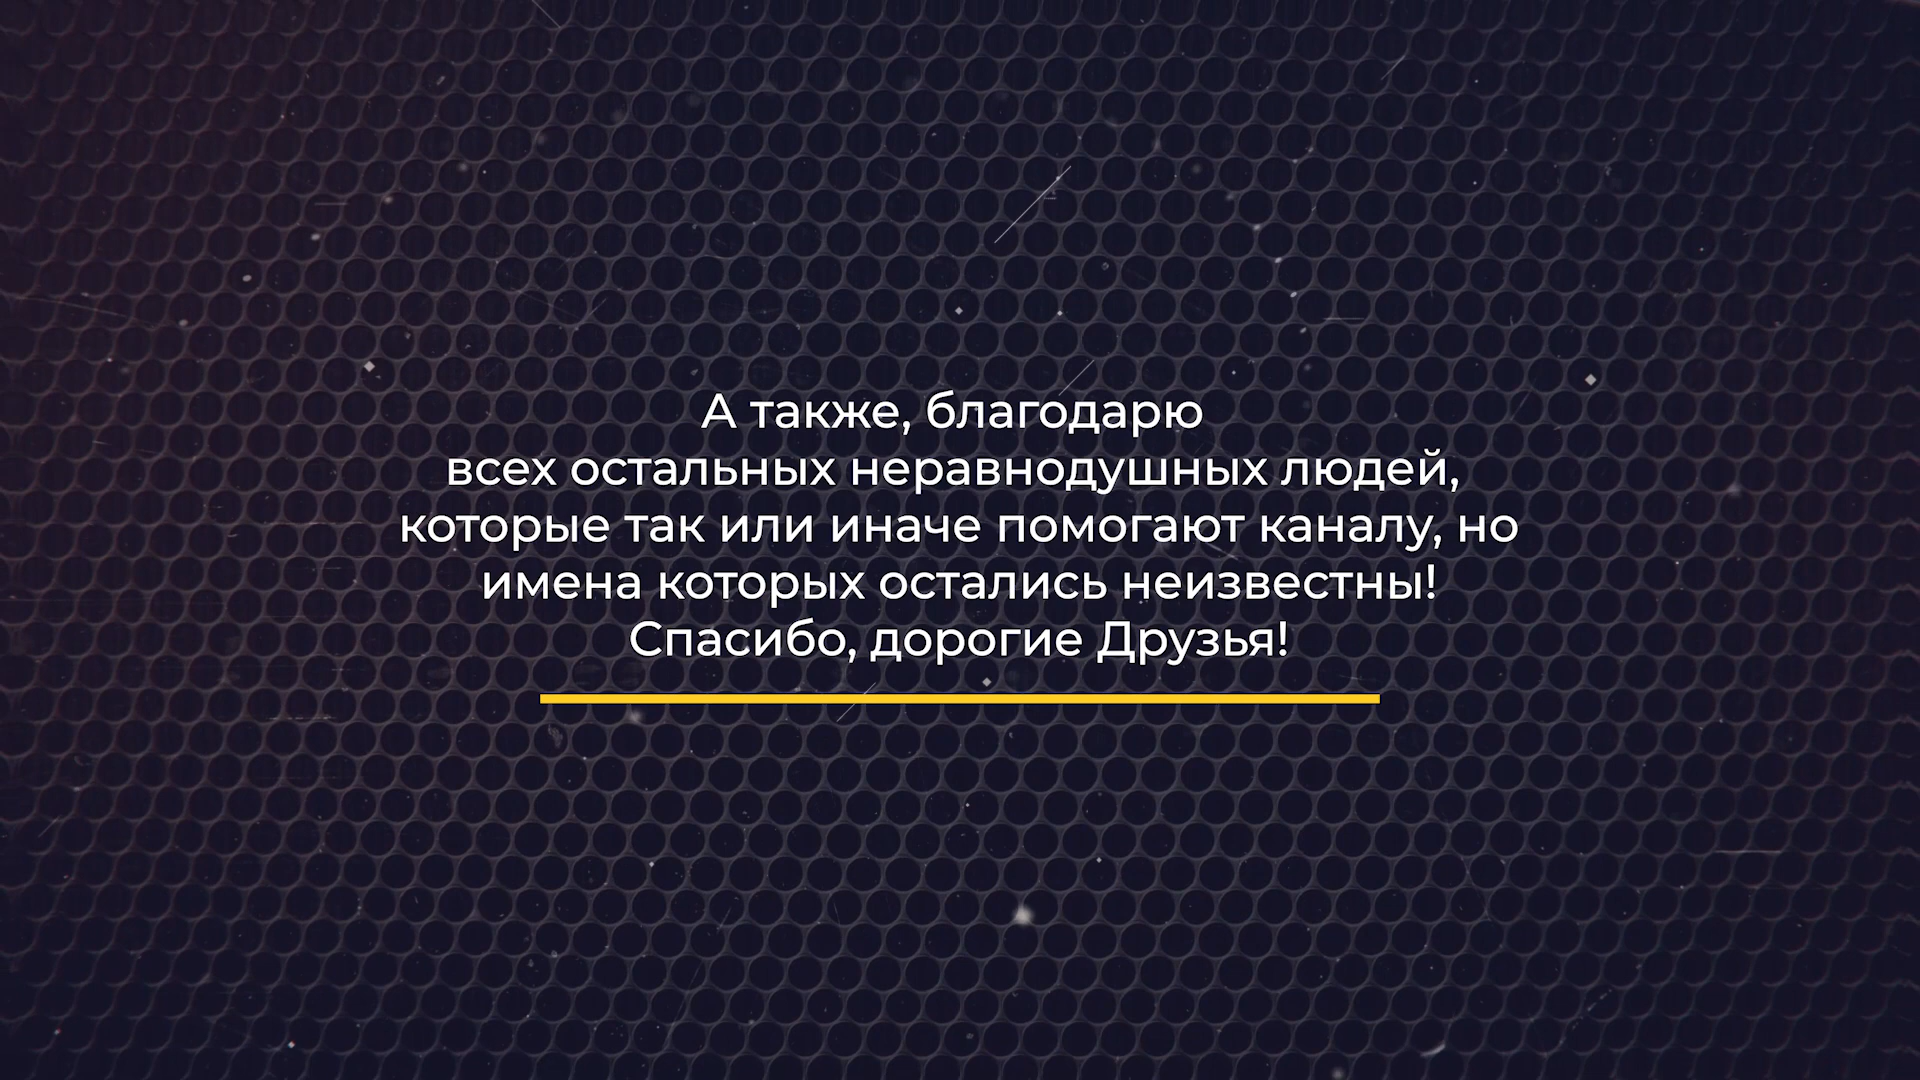 А также, благодарю
всех остальных неравнодушных людей,
которые так или иначе помогают каналу, но
имена которых остались неизвестны!
Спасибо, дорогие Друзья!